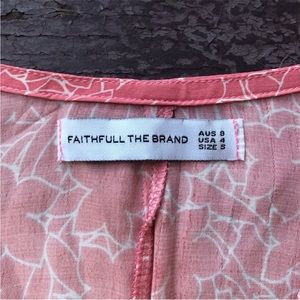 FAITHFULL THE BRAND
AUS 8
USA 4
SIZE S